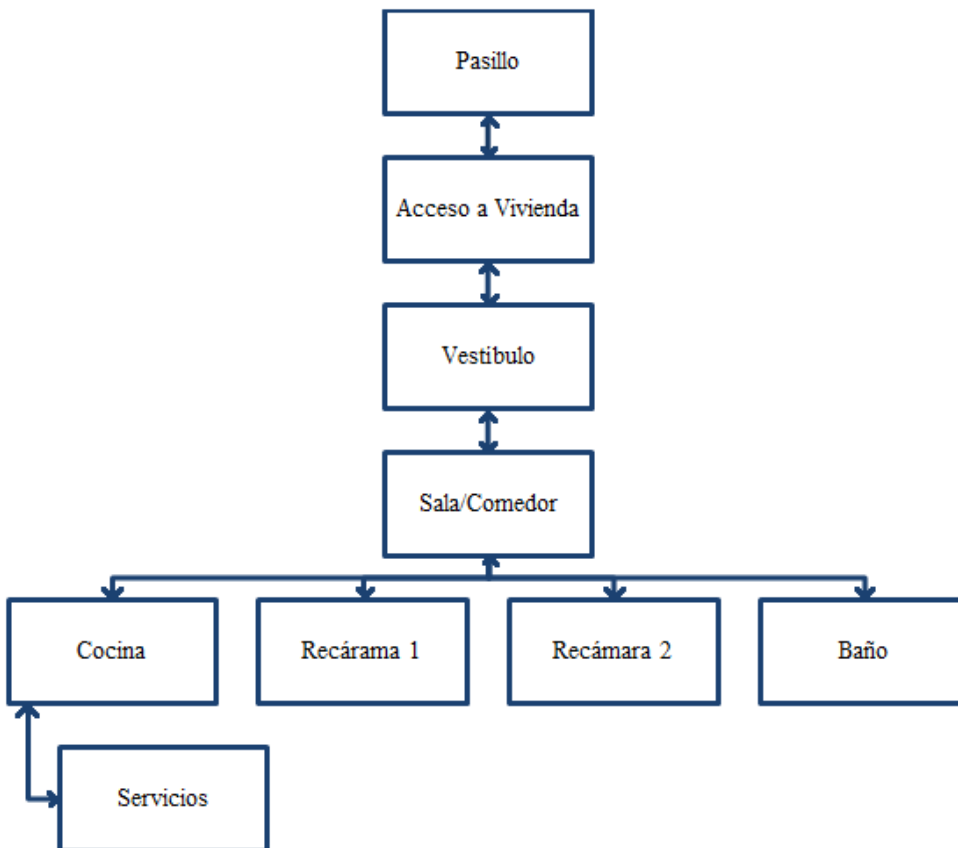 Pasillo
Acceso a Vivienda
Vestíbulo
Sala/Comedor
Cocina
Recárama 1
Recámara 2
Baño
Servicios